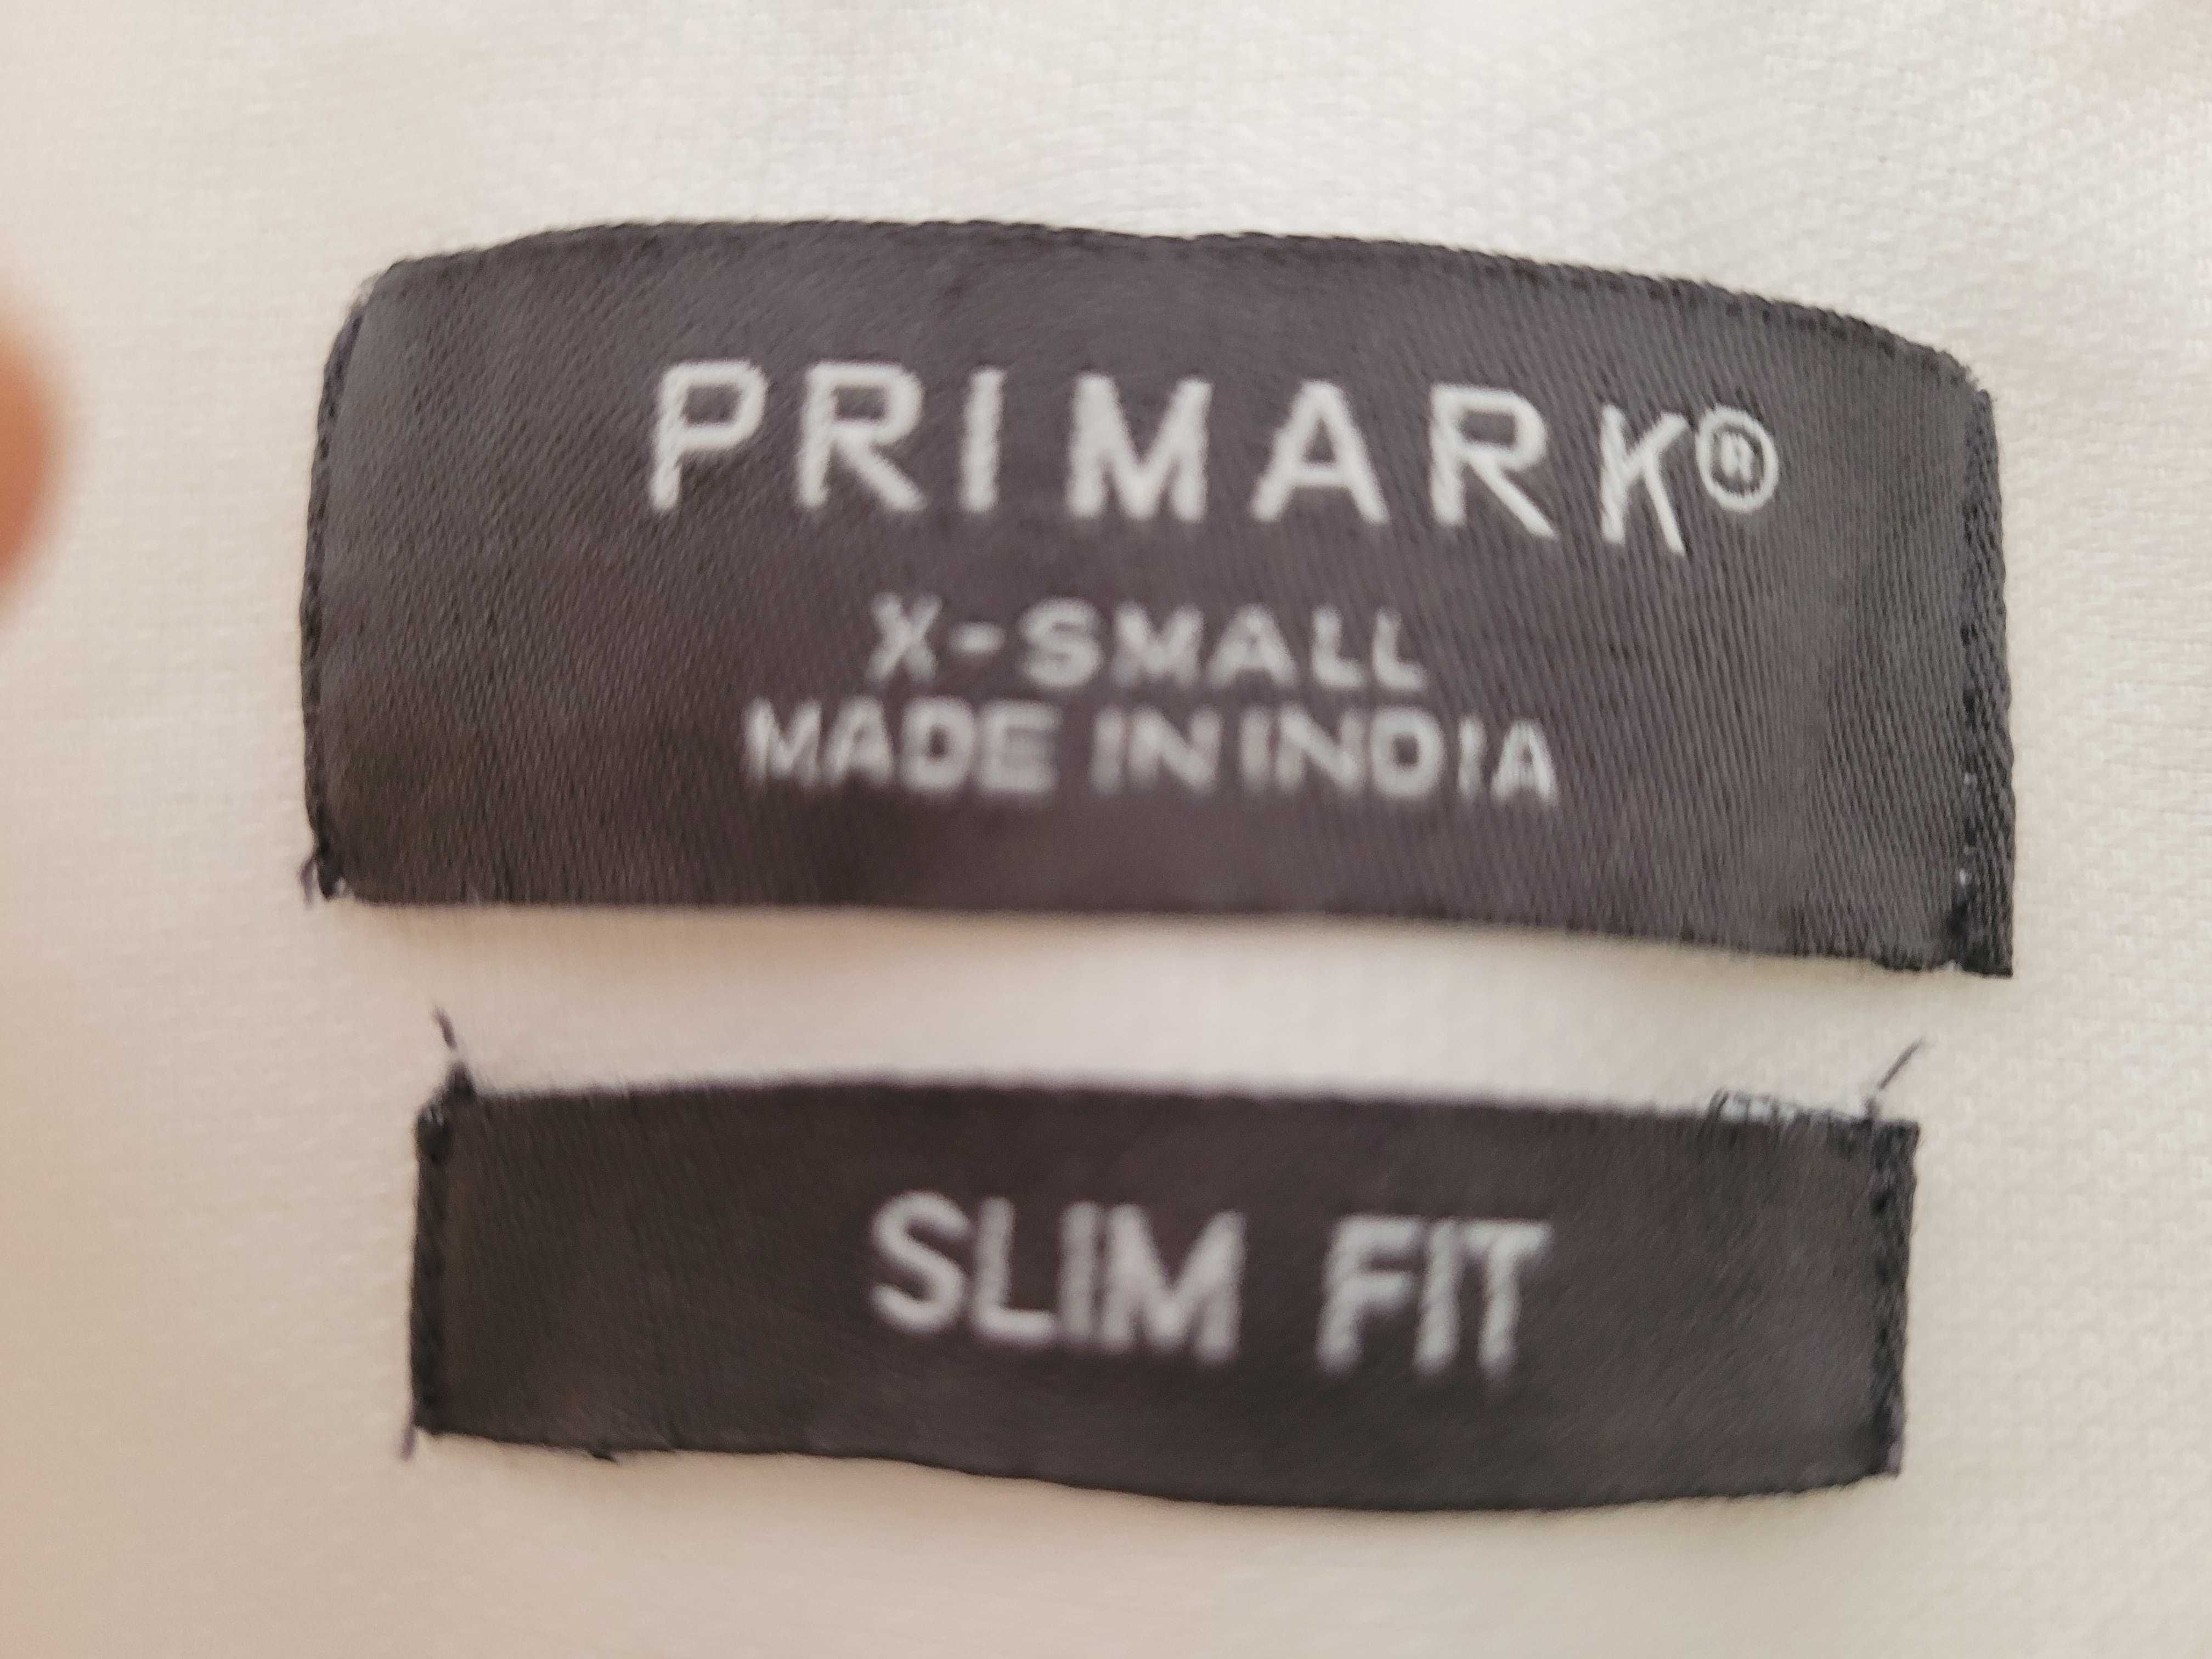 PRIMARK®
X-SMALL
MADE IN INDIA
SLIM FIT